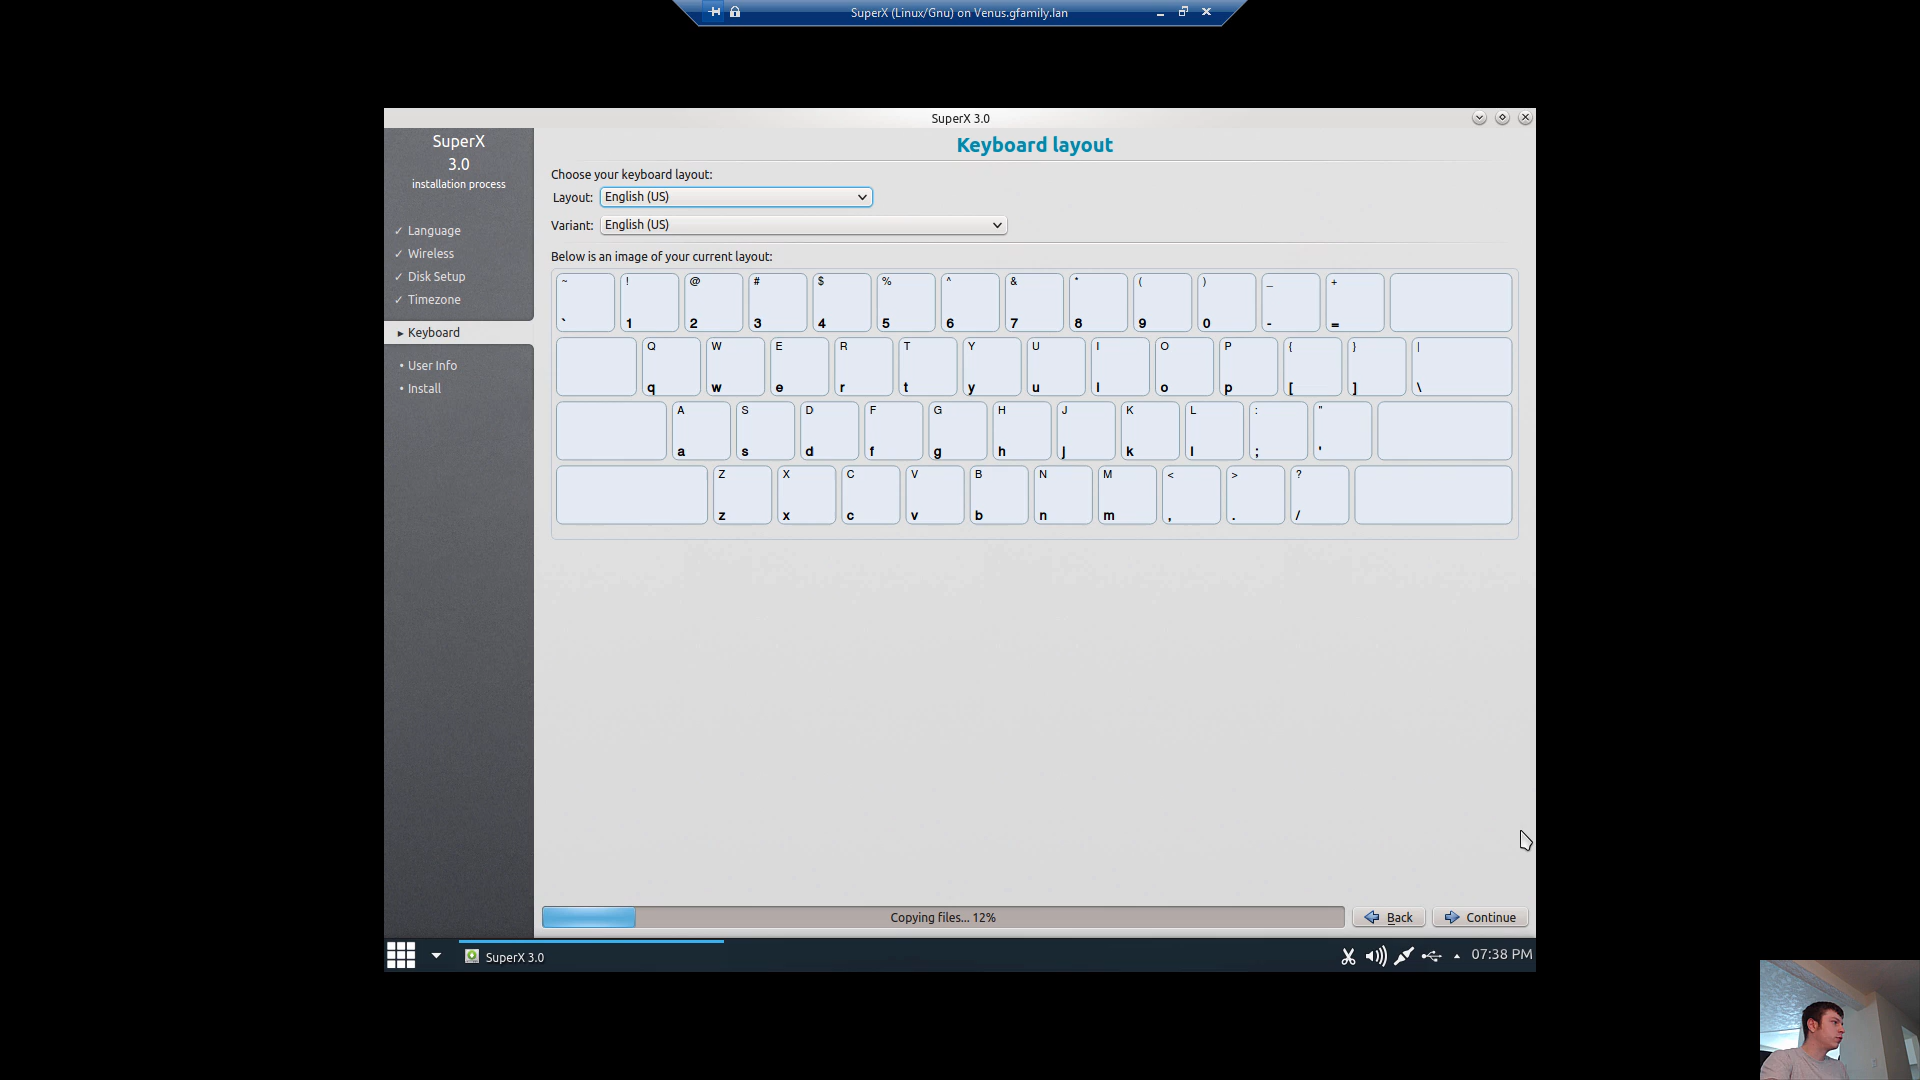 SuperX (Linux/Gnu) on Venus.gfamily.lan
SuperX 3.0
SuperX
3.0
installation process
✓ Language
✓ Wireless
✓ Disk Setup
✓ Timezone
▸ Keyboard
• User Info
• Install
Keyboard layout
Choose your keyboard layout:
Layout: English (US)
Variant: English (US)
Below is an image of your current layout:
~ ! @ # $ % ^ & * ( ) _ +
` 1 2 3 4 5 6 7 8 9 0 - =
Q W E R T Y U I O P { } |
q w e r t y u I o p [ ] \
A S D F G H J K L : "
a s d f g h j k l ; '
Z X C V B N M < > ?
z x c v b n m , . /
Copying files... 12%
Back
Continue
SuperX 3.0
07:38 PM